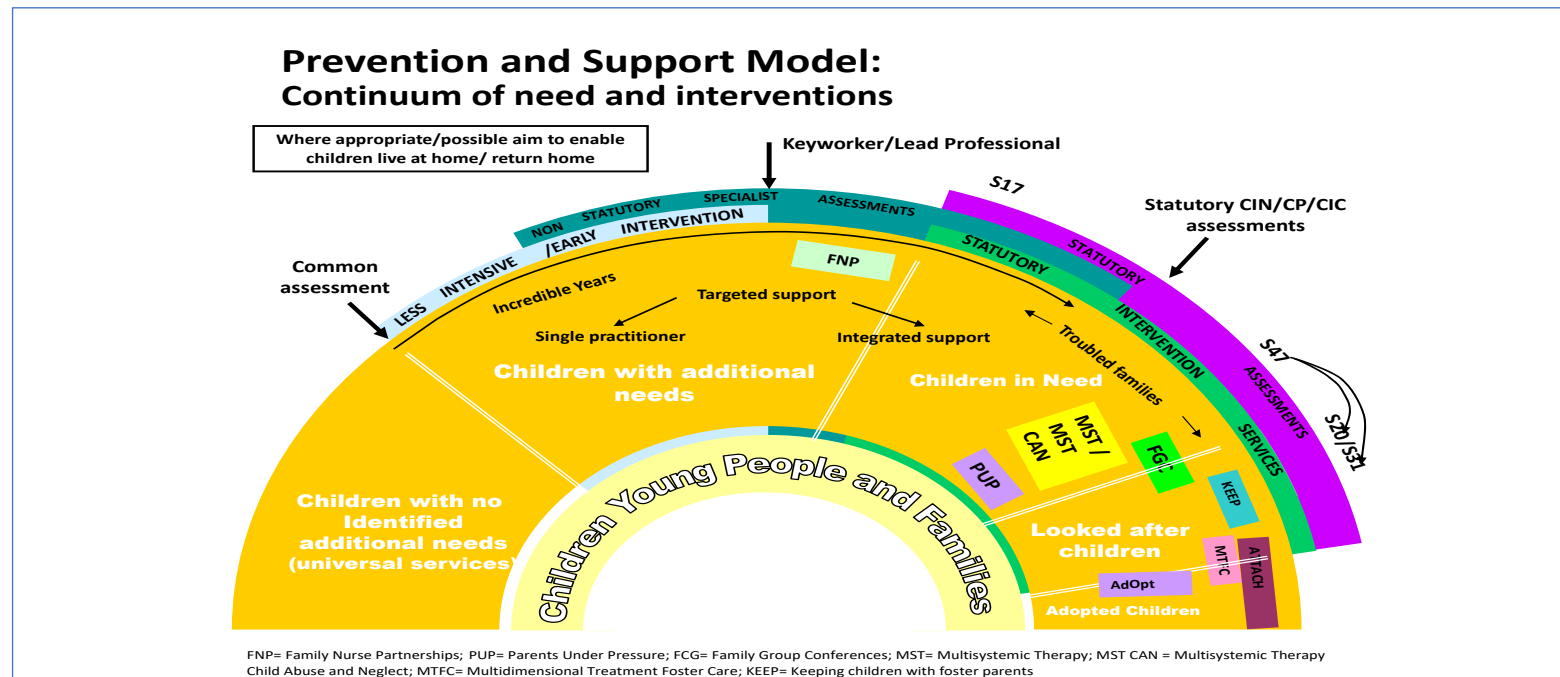 Prevention and Support Model:
Continuum of need and interventions
Where appropriate/possible aim to enable
children live at home/ return home
Keyworker/Lead Professional
S17
NON STATUTORY SPECIALIST ASSESSMENTS
STATUTORY ASSESSMENTS
Statutory CIN/CP/CIC
assessments
LESS INTENSIVE /EARLY INTERVENTION
STATUTORY INTERVENTION SERVICES
Common
assessment
FNP
Incredible Years
Targeted support
Single practitioner
Integrated support
Troubled families
S47
Children with additional
needs
Children in Need
S20/S31
MST /
MST
CAN
FGC
PUP
KEEP
Children Young People and Families
Children with no
Identified
additional needs
(universal services)
Looked after
children
MTFC
ATTACH
AdOpt
Adopted Children
FNP= Family Nurse Partnerships; PUP= Parents Under Pressure; FCG= Family Group Conferences; MST= Multisystemic Therapy; MST CAN = Multisystemic Therapy
Child Abuse and Neglect; MTFC= Multidimensional Treatment Foster Care; KEEP= Keeping children with foster parents